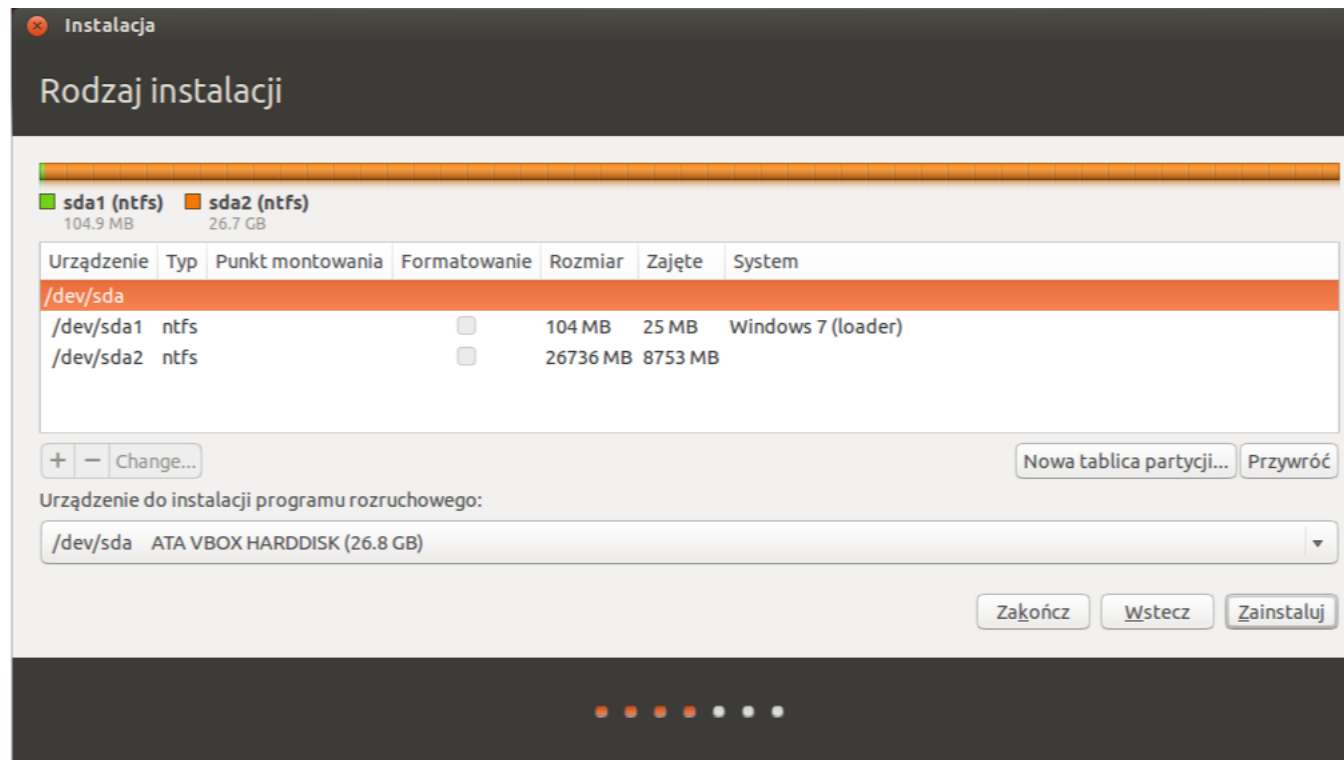 Instalacja
Rodzaj instalacji
sda1 (ntfs) sda2 (ntfs)
104.9 MB 26.7 GB
Urządzenie Typ Punkt montowania Formatowanie Rozmiar Zajęte System
/dev/sda
/dev/sda1 ntfs 104 MB 25 MB Windows 7 (loader)
/dev/sda2 ntfs 26736 MB 8753 MB
+ − Change... Nowa tablica partycji... Przywróć
Urządzenie do instalacji programu rozruchowego:
/dev/sda ATA VBOX HARDDISK (26.8 GB)
Zakończ Wstecz Zainstaluj